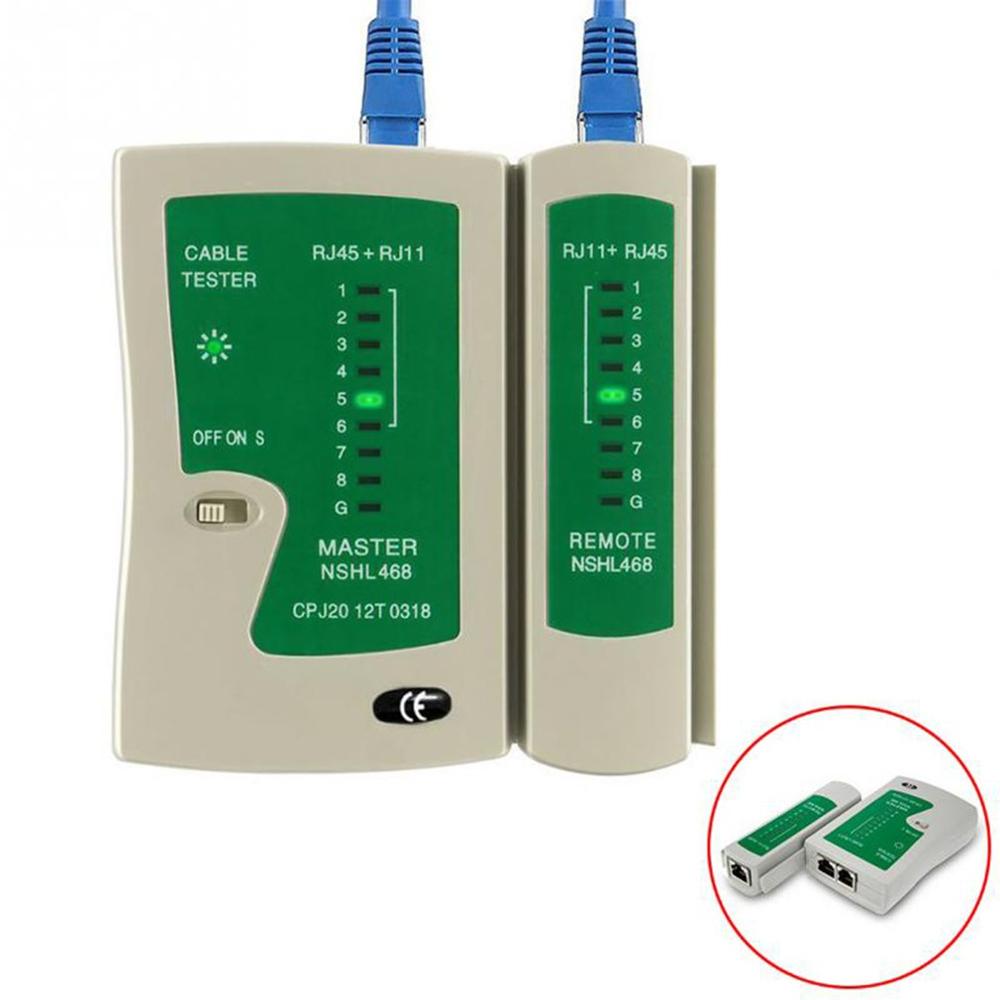 CABLE
TESTER
OFF ON S
RJ45 + RJ11
1
2
3
4
5
6
7
8
G
MASTER
NSHL468
CPJ20 12T 0318
CE
RJ11+ RJ45
1
2
3
4
5
6
7
8
G
REMOTE
NSHL468